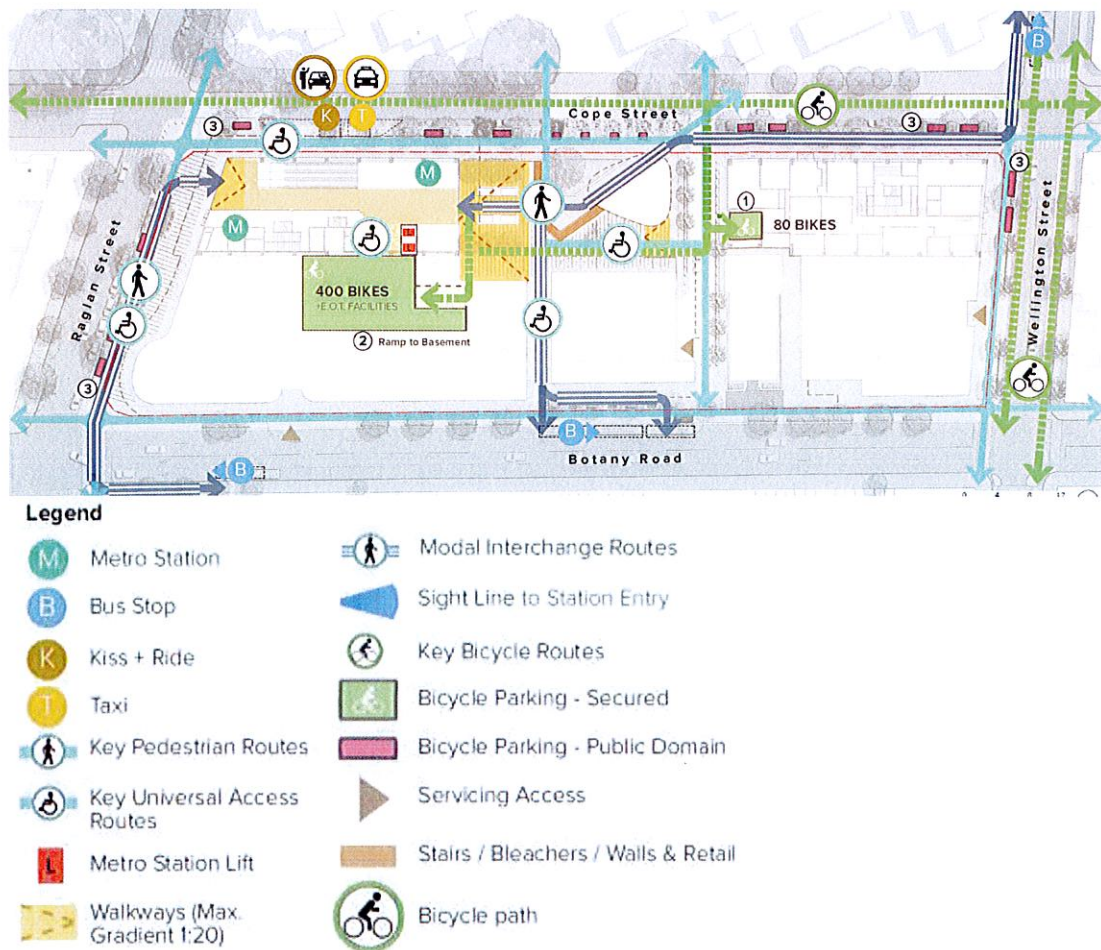 B
K
T
Cope Street
3
3
3
M
1
80 BIKES
M
L
L
400 BIKES
+E.O.T. FACILITIES
2 Ramp to Basement
Raglan Street
Wellington Street
3
B
Botany Road
B
Legend
M Metro Station
B Bus Stop
K Kiss + Ride
T Taxi
Key Pedestrian Routes
Key Universal Access
Routes
L Metro Station Lift
Walkways (Max.
Gradient 1:20)
Modal Interchange Routes
Sight Line to Station Entry
Key Bicycle Routes
Bicycle Parking - Secured
Bicycle Parking - Public Domain
Servicing Access
Stairs / Bleachers / Walls & Retail
Bicycle path